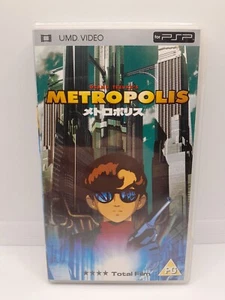 UMD VIDEO
for PSP
METROPOLIS
メトロポリス
★★★★ Total Film
PG